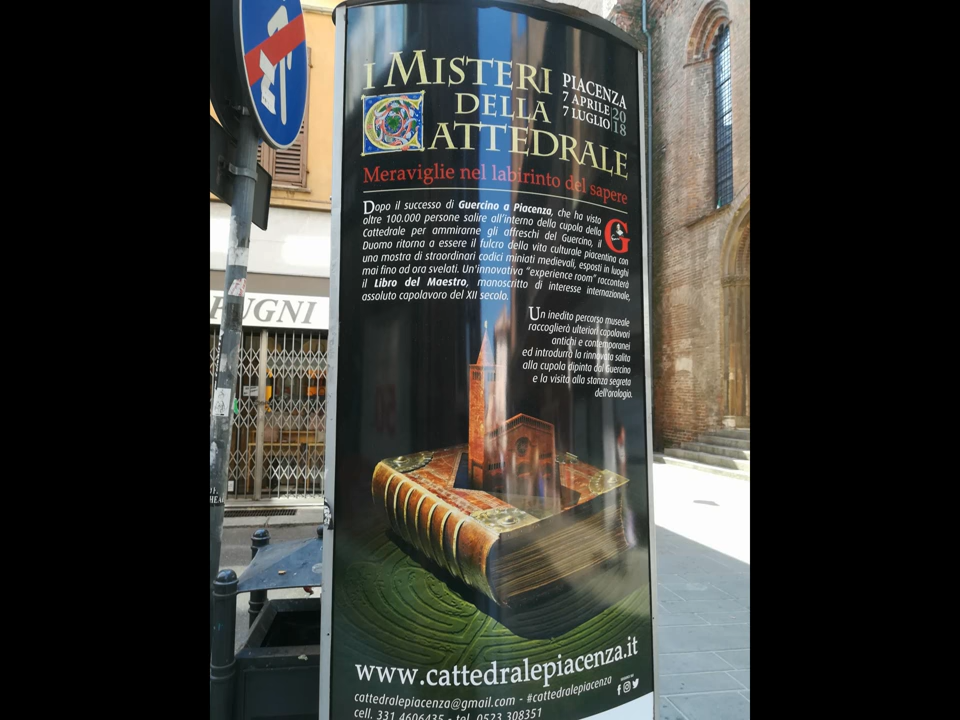 I MISTERI
DELLA
CATTEDRALE
PIACENZA
7 APRILE
7 LUGLIO
20
18
Meraviglie nel labirinto del sapere
Dopo il successo di Guercino a Piacenza, che ha visto
oltre 100.000 persone salire all'interno della cupola della
Cattedrale per ammirarne gli affreschi del Guercino, il
Duomo ritorna a essere il fulcro della vita culturale piacentina con
una mostra di straordinari codici miniati medievali, esposti in luoghi
mai fino ad ora svelati. Un'innovativa "experience room" racconterà
il Libro del Maestro, manoscritto di interesse internazionale,
assoluto capolavoro del XII secolo.
G
Un inedito percorso museale
raccoglierà ulteriori capolavori
antichi e contemporanei
ed introdurrà la rinnovata salita
alla cupola dipinta dal Guercino
e la visita alla stanza segreta
dell'orologio.
www.cattedralepiacenza.it
cattedralepiacenza@gmail.com - #cattedralepiacenza
cell. 331 4606435 - tel. 0523 308351
FUGNI